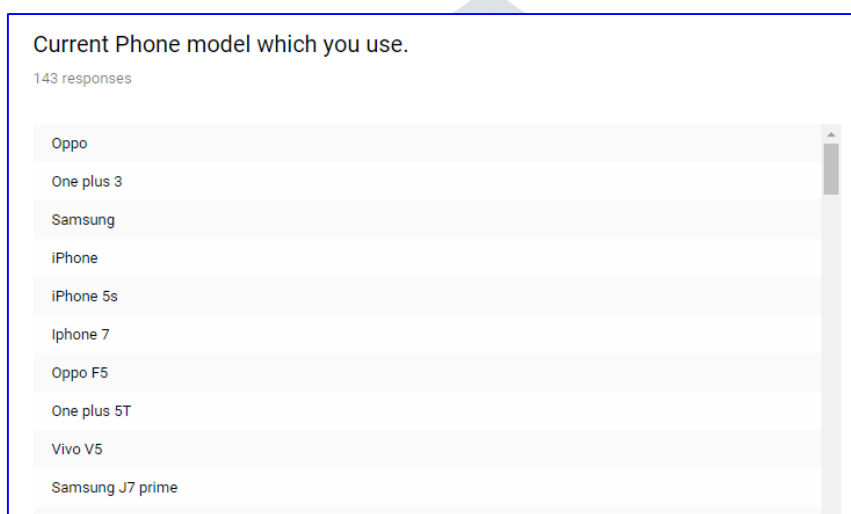 Current Phone model which you use.
143 responses
Oppo
One plus 3
Samsung
iPhone
iPhone 5s
Iphone 7
Oppo F5
One plus 5T
Vivo V5
Samsung J7 prime